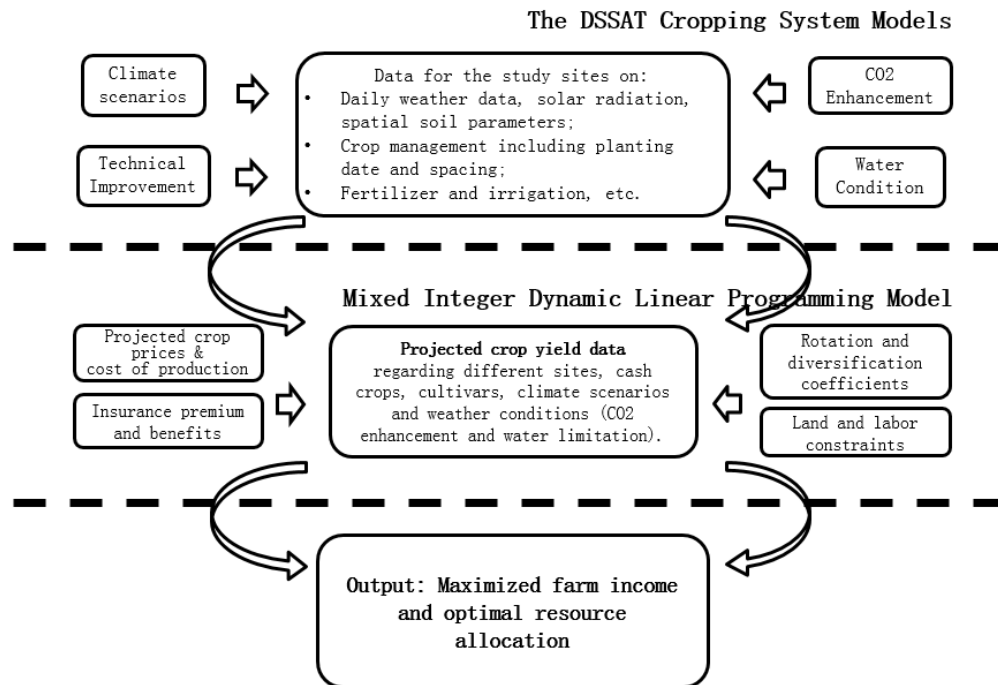 The DSSAT Cropping System Models
Climate
scenarios
Technical
Improvement
Data for the study sites on:
• Daily weather data, solar radiation,
spatial soil parameters;
• Crop management including planting
date and spacing;
• Fertilizer and irrigation, etc.
CO2
Enhancement
Water
Condition
Mixed Integer Dynamic Linear Programming Model
Projected crop
prices &
cost of production
Insurance premium
and benefits
Projected crop yield data
regarding different sites, cash
crops, cultivars, climate scenarios
and weather conditions (CO2
enhancement and water limitation).
Rotation and
diversification
coefficients
Land and labor
constraints
Output: Maximized farm income
and optimal resource
allocation